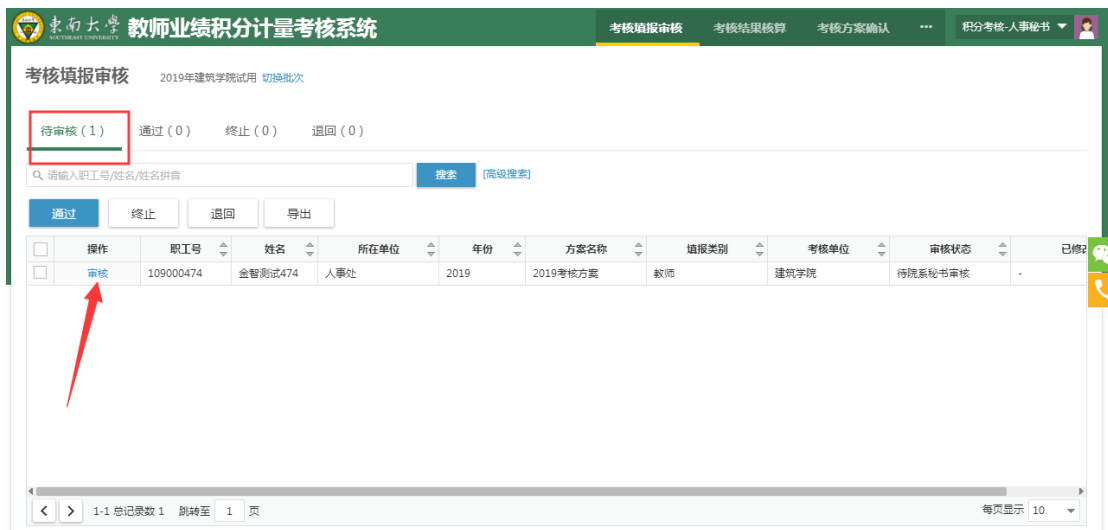 東南大學 教师业绩积分计量考核系统 考核填报审核 考核结果核算 考核方案确认 ··· 积分考核-人事秘书
SOUTHEAST UNIVERSITY
考核填报审核 2019年建筑学院试用 切换批次
待审核(1) 通过(0) 终止(0) 退回(0)
请输入职工号/姓名/姓名拼音 搜索 [高级搜索]
通过 终止 退回 导出
操作 职工号 姓名 所在单位 年份 方案名称 填报类别 考核单位 审核状态 已修
审核 109000474 金智测试474 人事处 2019 2019考核方案 教师 建筑学院 待院系秘书审核 -
1-1 总记录数 1 跳转至 1 页 每页显示 10